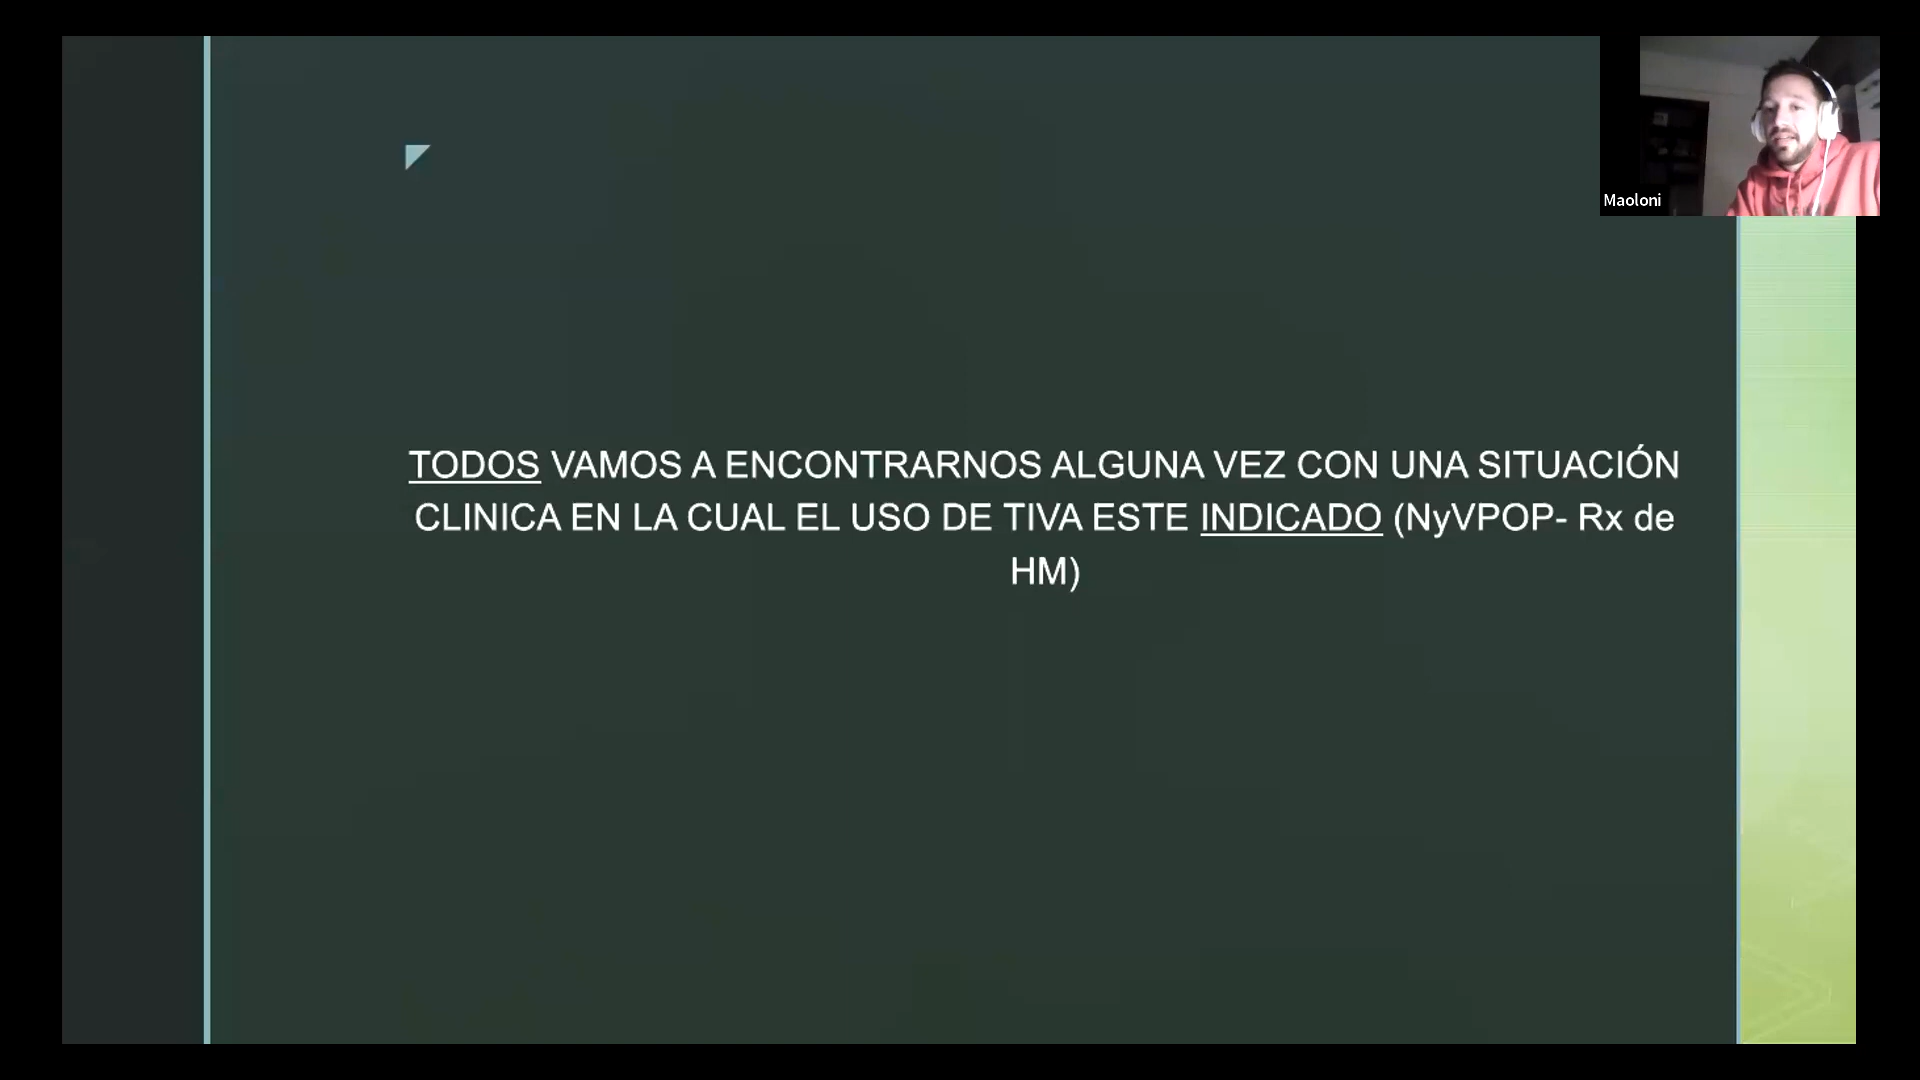 Maoloni
TODOS VAMOS A ENCONTRARNOS ALGUNA VEZ CON UNA SITUACIÓN
CLINICA EN LA CUAL EL USO DE TIVA ESTE INDICADO (NyVPOP- Rx de
HM)